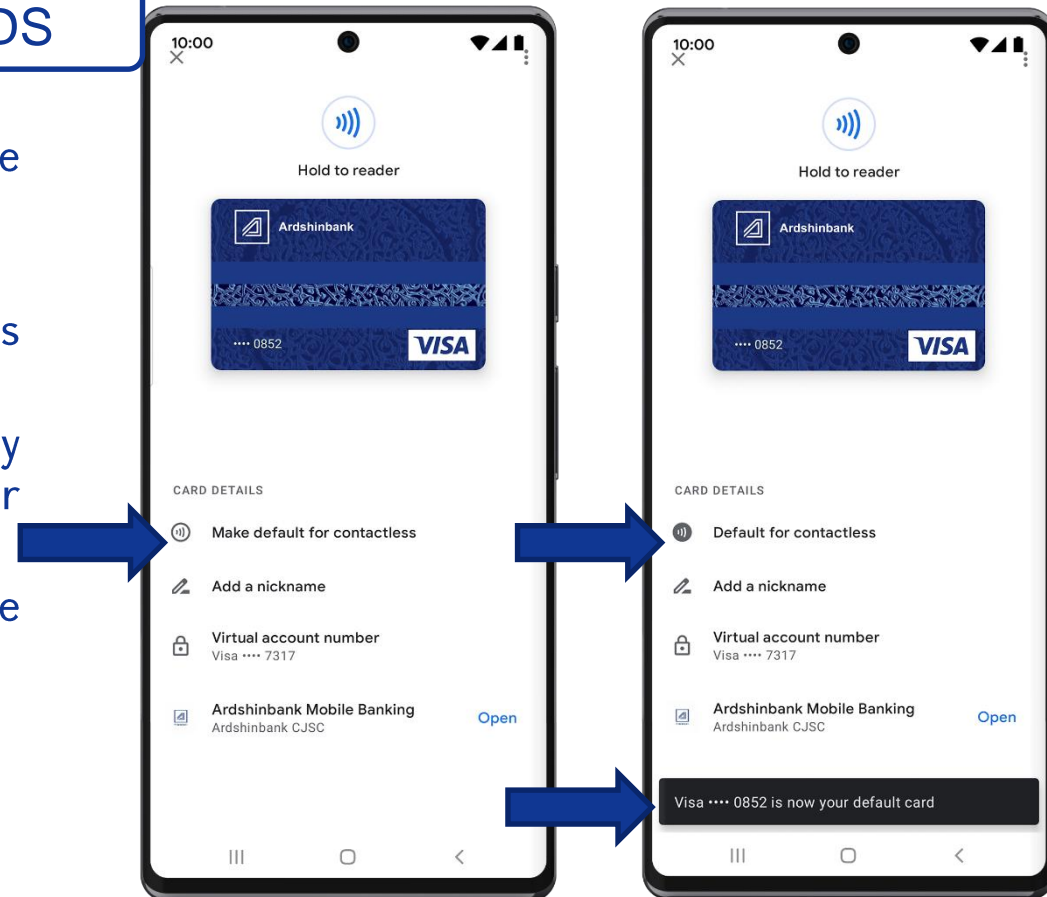 10:00
Hold to reader
Ardshinbank
•••• 0852
VISA
CARD DETAILS
Make default for contactless
Add a nickname
Virtual account number
Visa •••• 7317
Ardshinbank Mobile Banking
Ardshinbank CJSC
Open
10:00
Hold to reader
Ardshinbank
•••• 0852
VISA
CARD DETAILS
Default for contactless
Add a nickname
Virtual account number
Visa •••• 7317
Ardshinbank Mobile Banking
Ardshinbank CJSC
Open
Visa •••• 0852 is now your default card